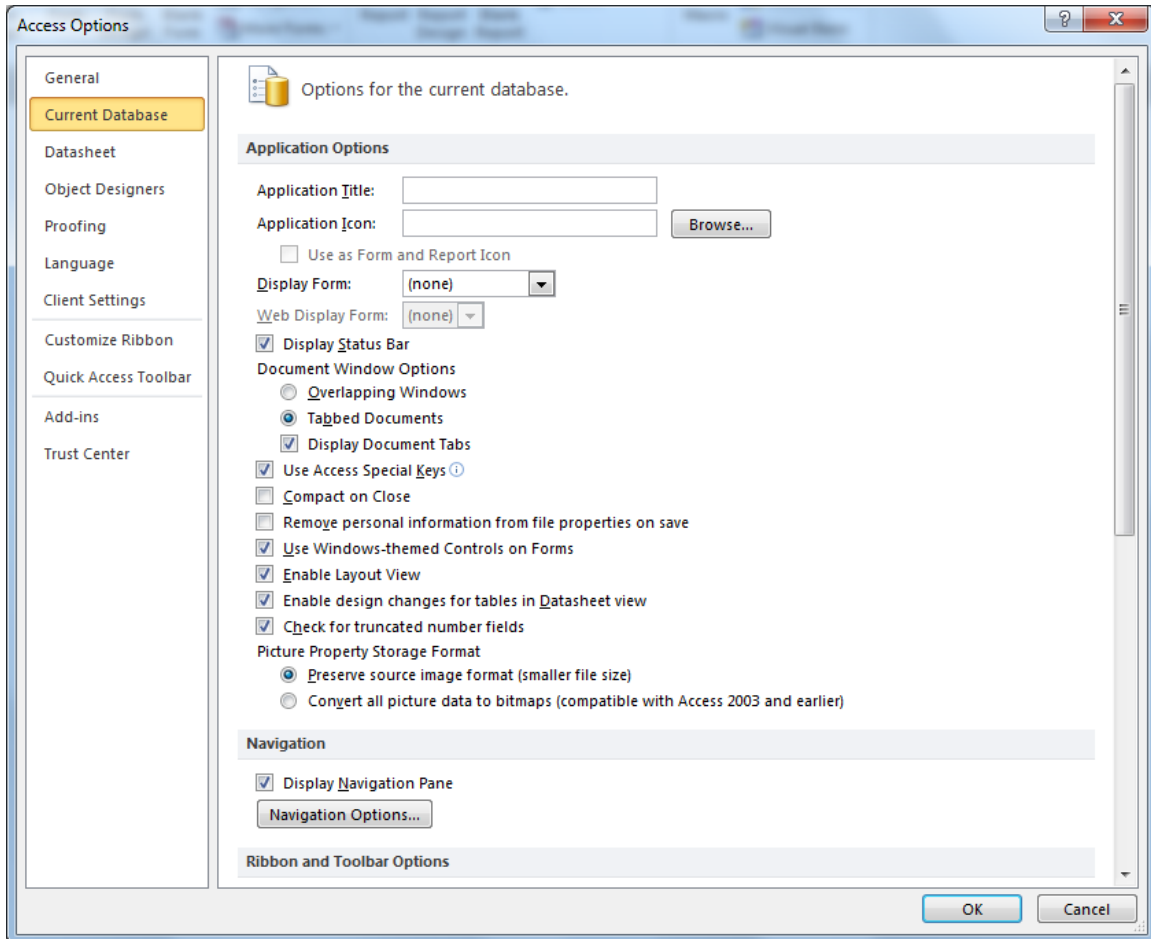 Access Options
General
Current Database
Datasheet
Object Designers
Proofing
Language
Client Settings
Customize Ribbon
Quick Access Toolbar
Add-ins
Trust Center
Options for the current database.
Application Options
Application Title:
Application Icon: Browse...
Use as Form and Report Icon
Display Form: (none)
Web Display Form: (none)
Display Status Bar
Document Window Options
Overlapping Windows
Tabbed Documents
Display Document Tabs
Use Access Special Keys
Compact on Close
Remove personal information from file properties on save
Use Windows-themed Controls on Forms
Enable Layout View
Enable design changes for tables in Datasheet view
Check for truncated number fields
Picture Property Storage Format
Preserve source image format (smaller file size)
Convert all picture data to bitmaps (compatible with Access 2003 and earlier)
Navigation
Display Navigation Pane
Navigation Options...
Ribbon and Toolbar Options
OK Cancel